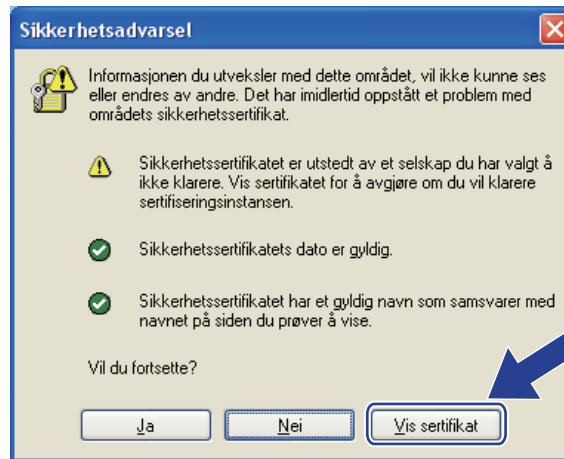 Sikkerhetsadvarsel
Informasjonen du utveksler med dette området, vil ikke kunne ses
eller endres av andre. Det har imidlertid oppstått et problem med
områdets sikkerhetssertifikat.
Sikkerhetssertifikatet er utstedt av et selskap du har valgt å
ikke klarere. Vis sertifikatet for å avgjøre om du vil klarere
sertifiseringsinstansen.
Sikkerhetssertifikatets dato er gyldig.
Sikkerhetssertifikatet har et gyldig navn som samsvarer med
navnet på siden du prøver å vise.
Vil du fortsette?
Ja Nei Vis sertifikat